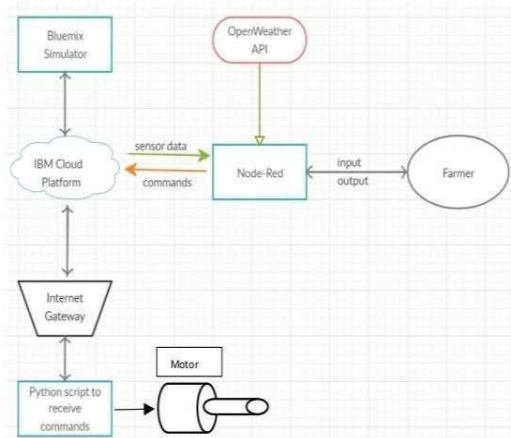 Bluemix
Simulator
OpenWeather
API
IBM Cloud
Platform
sensor data
commands
Node-Red
input
output
Farmer
Internet
Gateway
Motor
Python script to
receive
commands